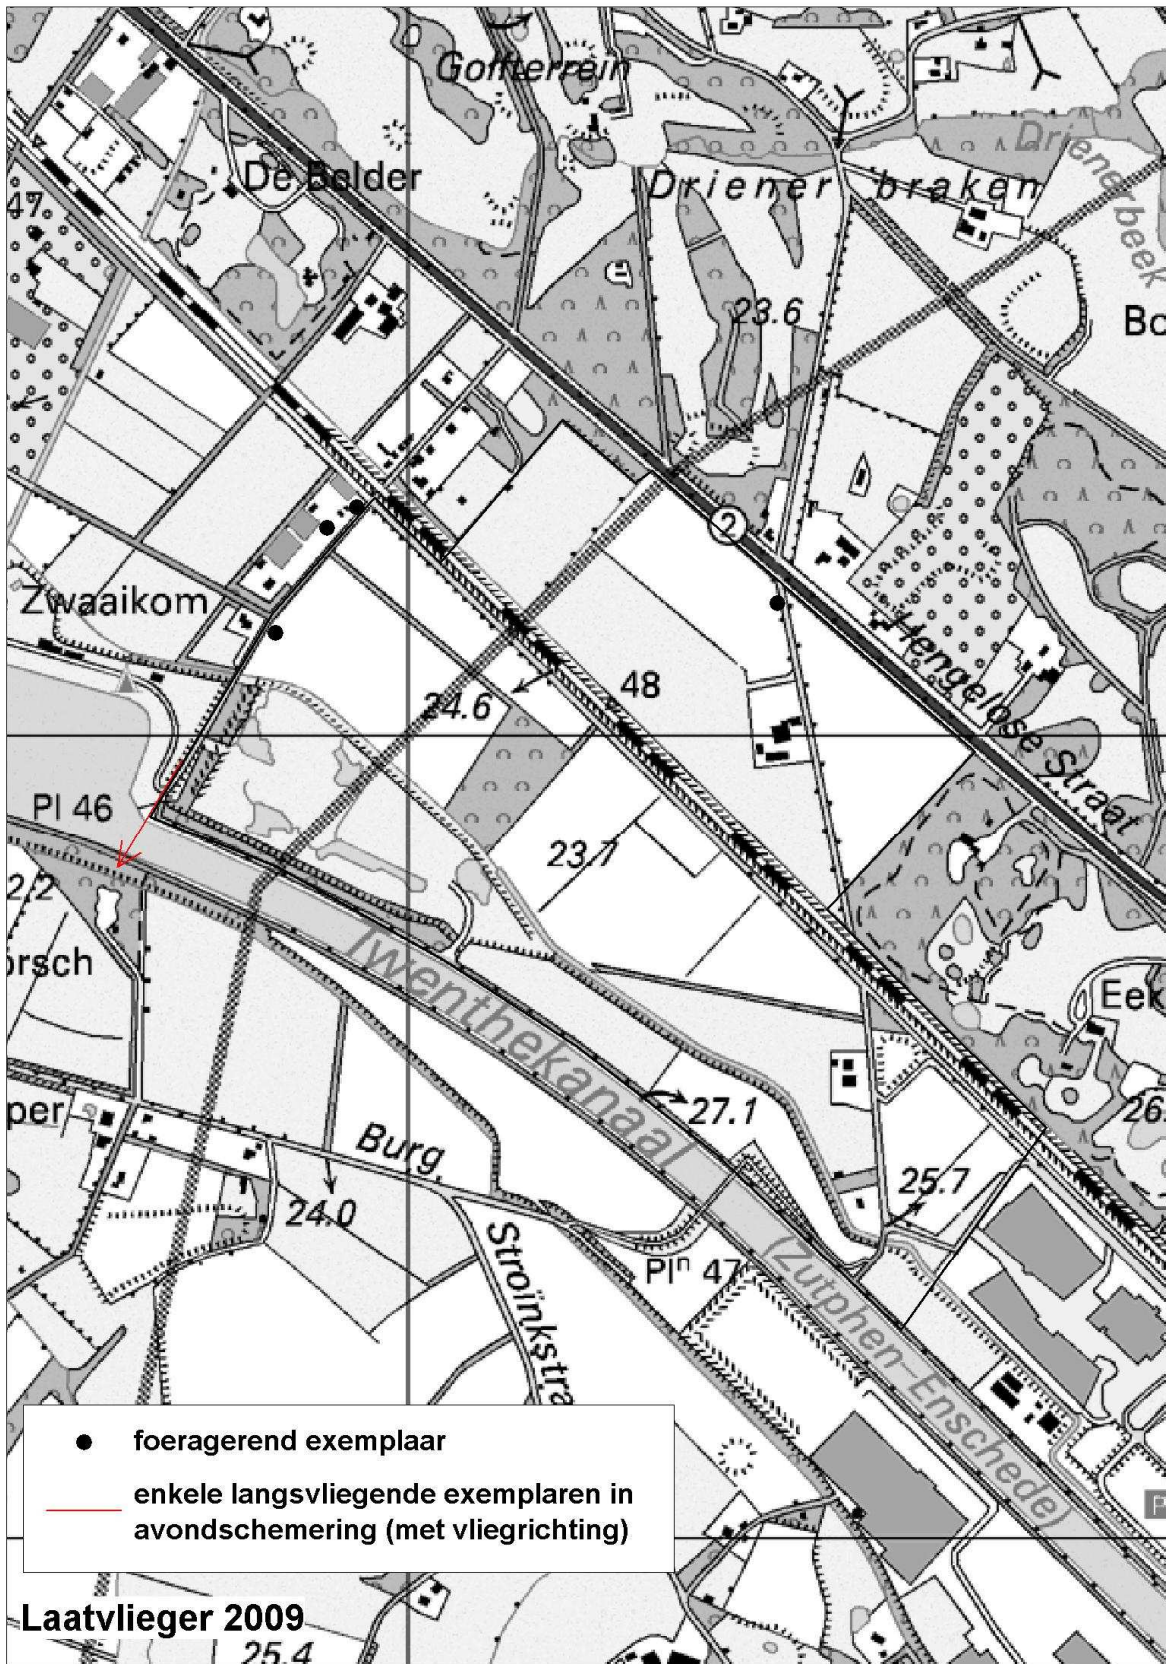 Goffterrein
De Bolder
Driener braken
Drienerbeek
47
23.6
Bo
2
Zwaaikom
24.6
48
Hengelose Straat
Pl 46
23.7
2.2
orsch
Twenthekanaal
Eek
per
27.1
26.
Burg
25.7
24.0
Stroïnkstra
Plⁿ 47
(Zutphen-Enschede)
P
foeragerend exemplaar
enkele langsvliegende exemplaren in
avondschemering (met vliegrichting)
Laatvlieger 2009
25.4